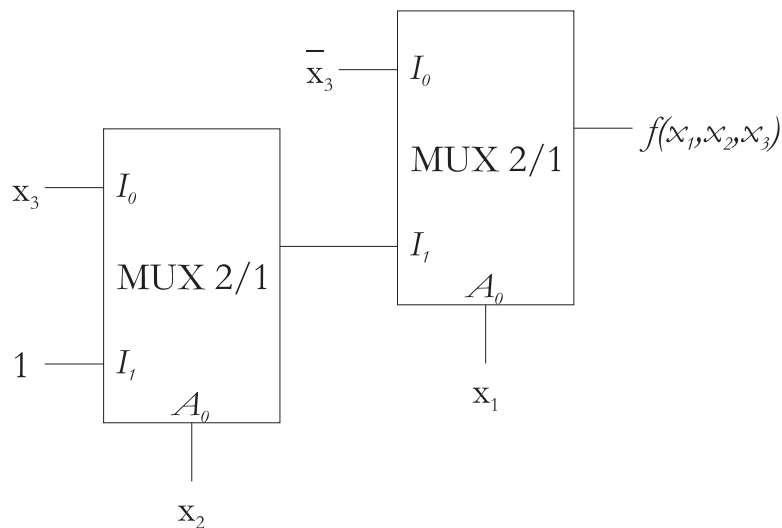 x̅₃ I₀
MUX 2/1
f(x₁,x₂,x₃)
I₁
A₀
x₁
x₃ I₀
MUX 2/1
1 I₁
A₀
x₂